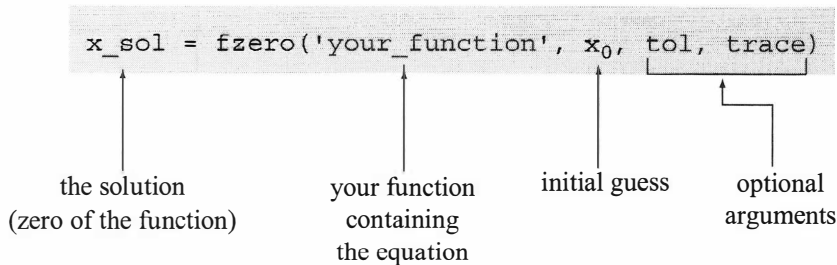 x_sol = fzero('your_function', x₀, tol, trace)
the solution
(zero of the function)
your function
containing
the equation
initial guess
optional
arguments